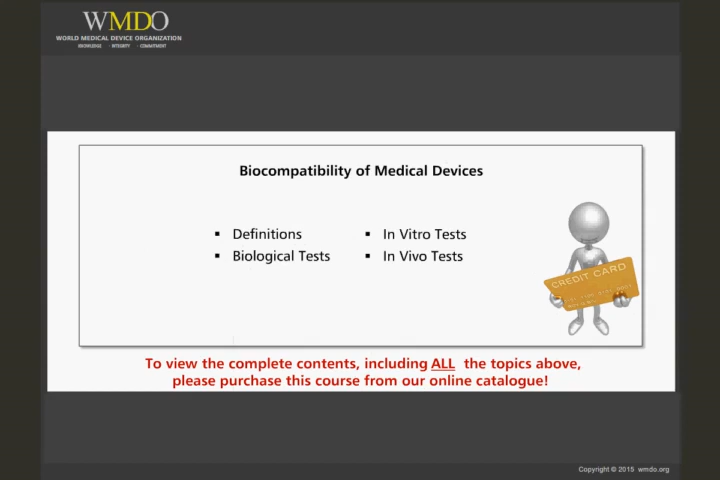 WMDO
WORLD MEDICAL DEVICE ORGANIZATION
KNOWLEDGE · INTEGRITY · COMMITMENT
Biocompatibility of Medical Devices
▪ Definitions
▪ Biological Tests
▪ In Vitro Tests
▪ In Vivo Tests
CREDIT CARD
To view the complete contents, including ALL the topics above,
please purchase this course from our online catalogue!
Copyright © 2015 wmdo.org